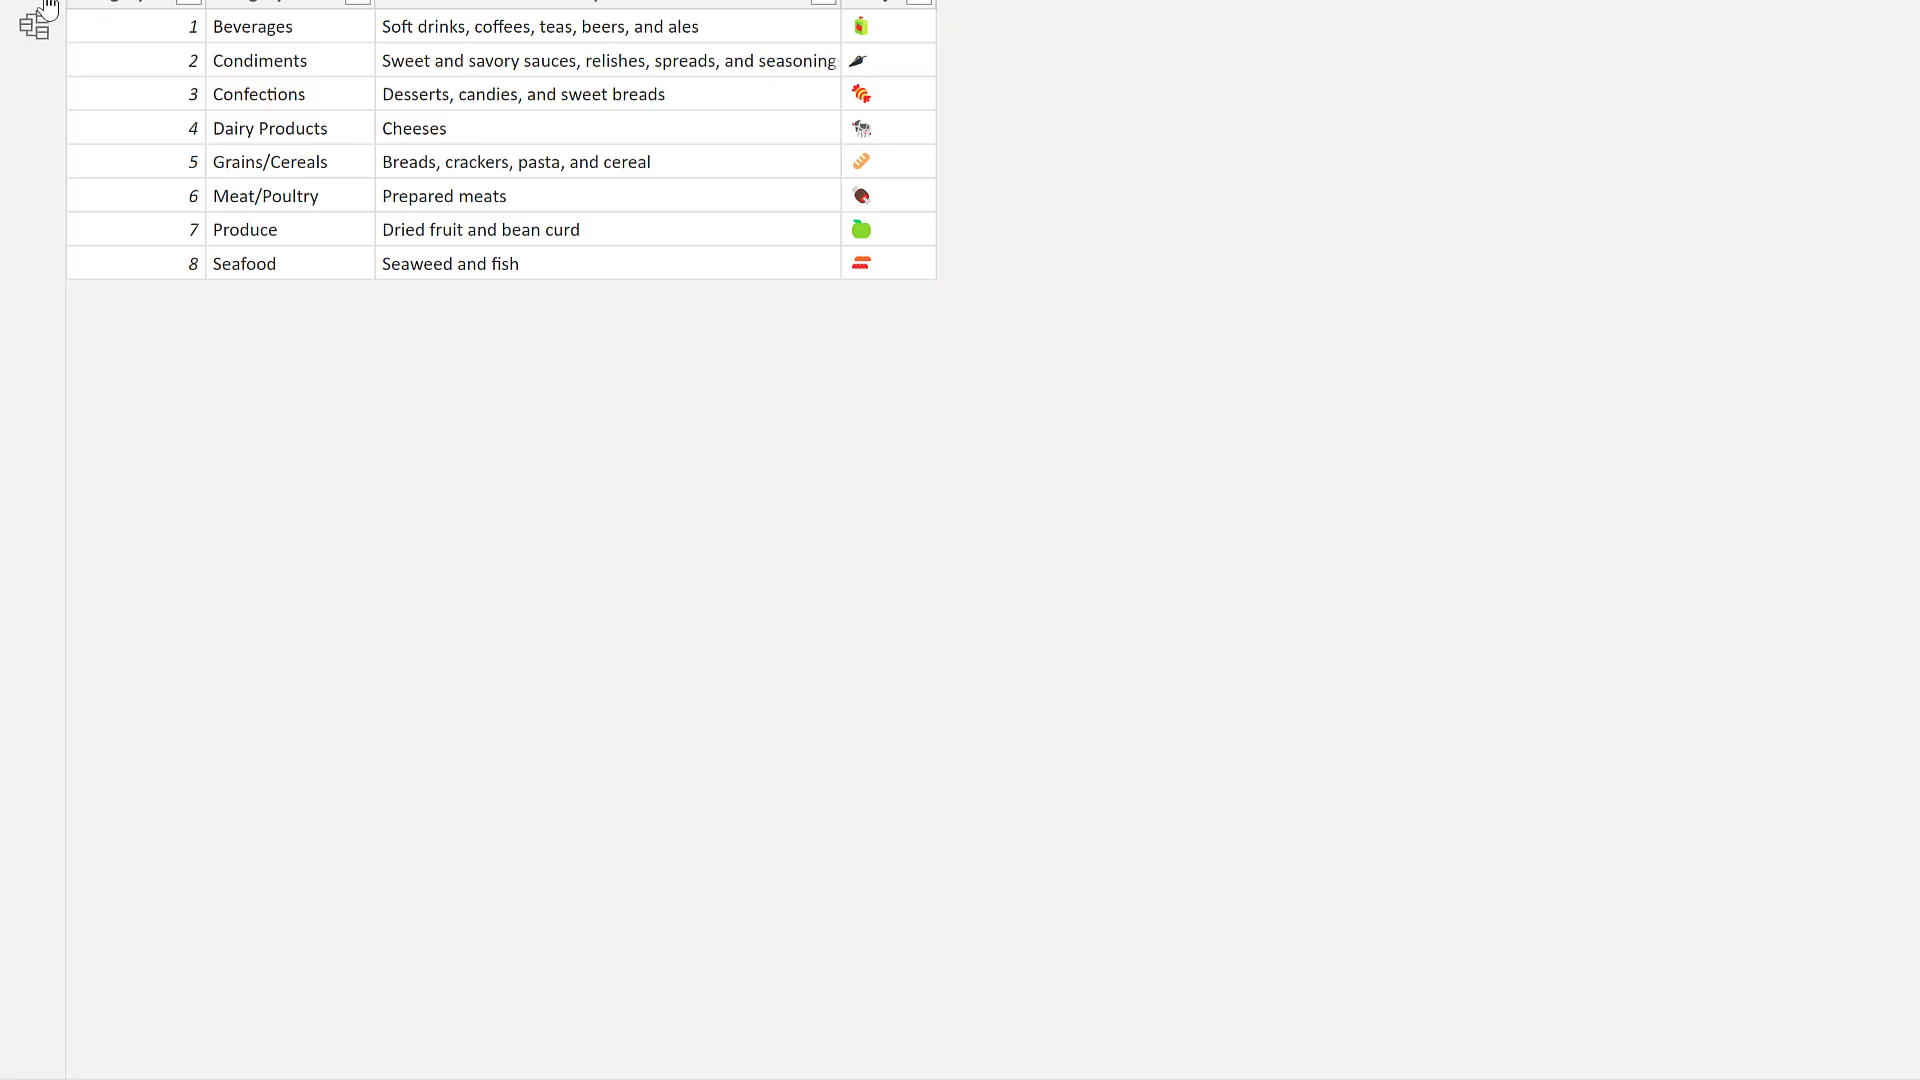 1 Beverages Soft drinks, coffees, teas, beers, and ales
2 Condiments Sweet and savory sauces, relishes, spreads, and seasoning
3 Confections Desserts, candies, and sweet breads
4 Dairy Products Cheeses
5 Grains/Cereals Breads, crackers, pasta, and cereal
6 Meat/Poultry Prepared meats
7 Produce Dried fruit and bean curd
8 Seafood Seaweed and fish